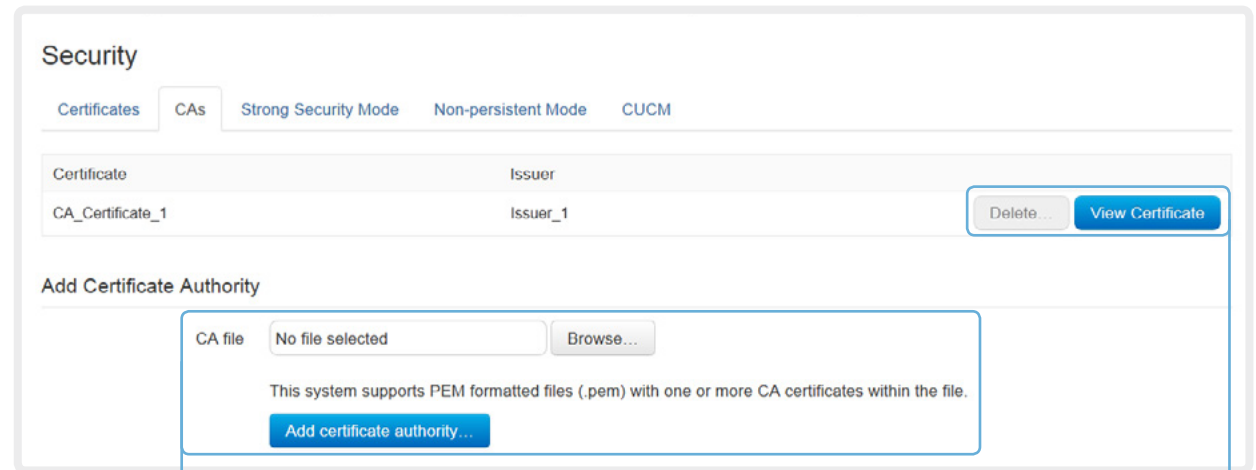 Security
Certificates CAs Strong Security Mode Non-persistent Mode CUCM
Certificate Issuer
CA_Certificate_1 Issuer_1 Delete... View Certificate
Add Certificate Authority
CA file No file selected Browse...
This system supports PEM formatted files (.pem) with one or more CA certificates within the file.
Add certificate authority...